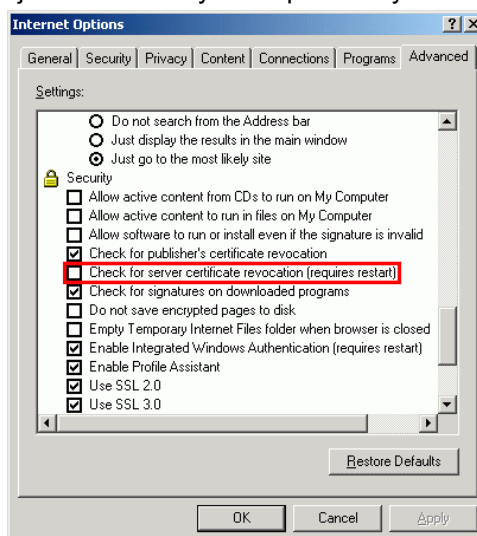 Internet Options
General Security Privacy Content Connections Programs Advanced
Settings:
Do not search from the Address bar
Just display the results in the main window
Just go to the most likely site
Security
Allow active content from CDs to run on My Computer
Allow active content to run in files on My Computer
Allow software to run or install even if the signature is invalid
Check for publisher's certificate revocation
Check for server certificate revocation (requires restart)
Check for signatures on downloaded programs
Do not save encrypted pages to disk
Empty Temporary Internet Files folder when browser is closed
Enable Integrated Windows Authentication (requires restart)
Enable Profile Assistant
Use SSL 2.0
Use SSL 3.0
Restore Defaults
OK Cancel Apply